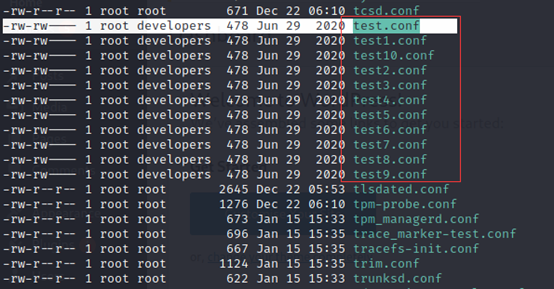 -rw-r--r-- 1 root root 671 Dec 22 06:10 tcsd.conf
-rw-rw---- 1 root developers 478 Jun 29 2020 test.conf
-rw-rw---- 1 root developers 478 Jun 29 2020 test1.conf
-rw-rw---- 1 root developers 478 Jun 29 2020 test10.conf
-rw-rw---- 1 root developers 478 Jun 29 2020 test2.conf
-rw-rw---- 1 root developers 478 Jun 29 2020 test3.conf
-rw-rw---- 1 root developers 478 Jun 29 2020 test4.conf
-rw-rw---- 1 root developers 478 Jun 29 2020 test5.conf
-rw-rw---- 1 root developers 478 Jun 29 2020 test6.conf
-rw-rw---- 1 root developers 478 Jun 29 2020 test7.conf
-rw-rw---- 1 root developers 478 Jun 29 2020 test8.conf
-rw-rw---- 1 root developers 478 Jun 29 2020 test9.conf
-rw-r--r-- 1 root root 2645 Dec 22 05:53 tlsdated.conf
-rw-r--r-- 1 root root 1276 Dec 22 06:10 tpm-probe.conf
-rw-r--r-- 1 root root 673 Jan 15 15:33 tpm_managerd.conf
-rw-r--r-- 1 root root 696 Jan 15 15:33 trace_marker-test.conf
-rw-r--r-- 1 root root 667 Jan 15 15:33 tracefs-init.conf
-rw-r--r-- 1 root root 1124 Jan 15 15:33 trim.conf
-rw-r--r-- 1 root root 622 Jan 15 15:33 trunksd.conf